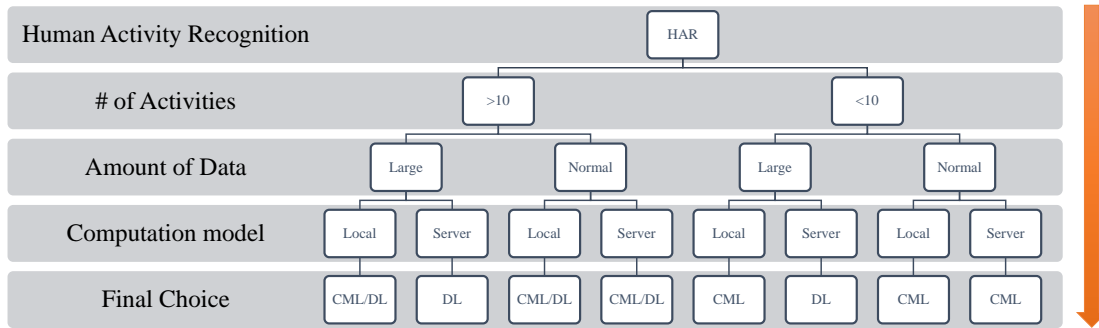 Human Activity Recognition
HAR
# of Activities
>10
<10
Amount of Data
Large
Normal
Large
Normal
Computation model
Local
Server
Local
Server
Local
Server
Local
Server
Final Choice
CML/DL
DL
CML/DL
CML/DL
CML
DL
CML
CML